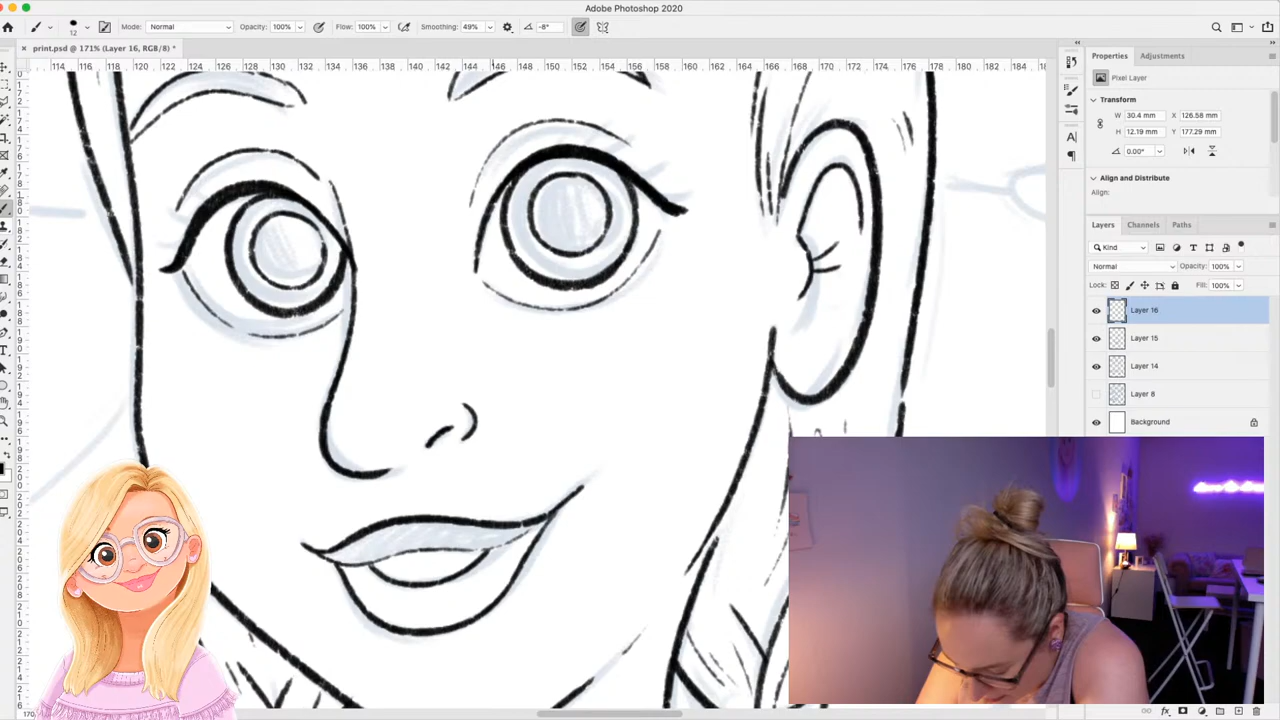 Adobe Photoshop 2020
12 Mode: Normal Opacity: 100% Flow: 100% Smoothing: 49% -8°
print.psd @ 171% (Layer 16, RGB/8) *
114 116 118 120 122 124 126 128 130 132 134 136 138 140 142 144 146 148 150 152 154 156 158 160 162 164 166 168 170 172 174 176 178 180 182 184
Properties Adjustments
Pixel Layer
Transform
W 30.4 mm X 126.58 mm
H 12.19 mm Y 177.29 mm
0.00°
Align and Distribute
Align:
Layers Channels Paths
Kind
Normal Opacity: 100%
Lock: Fill: 100%
Layer 16
Layer 15
Layer 14
Layer 8
Background